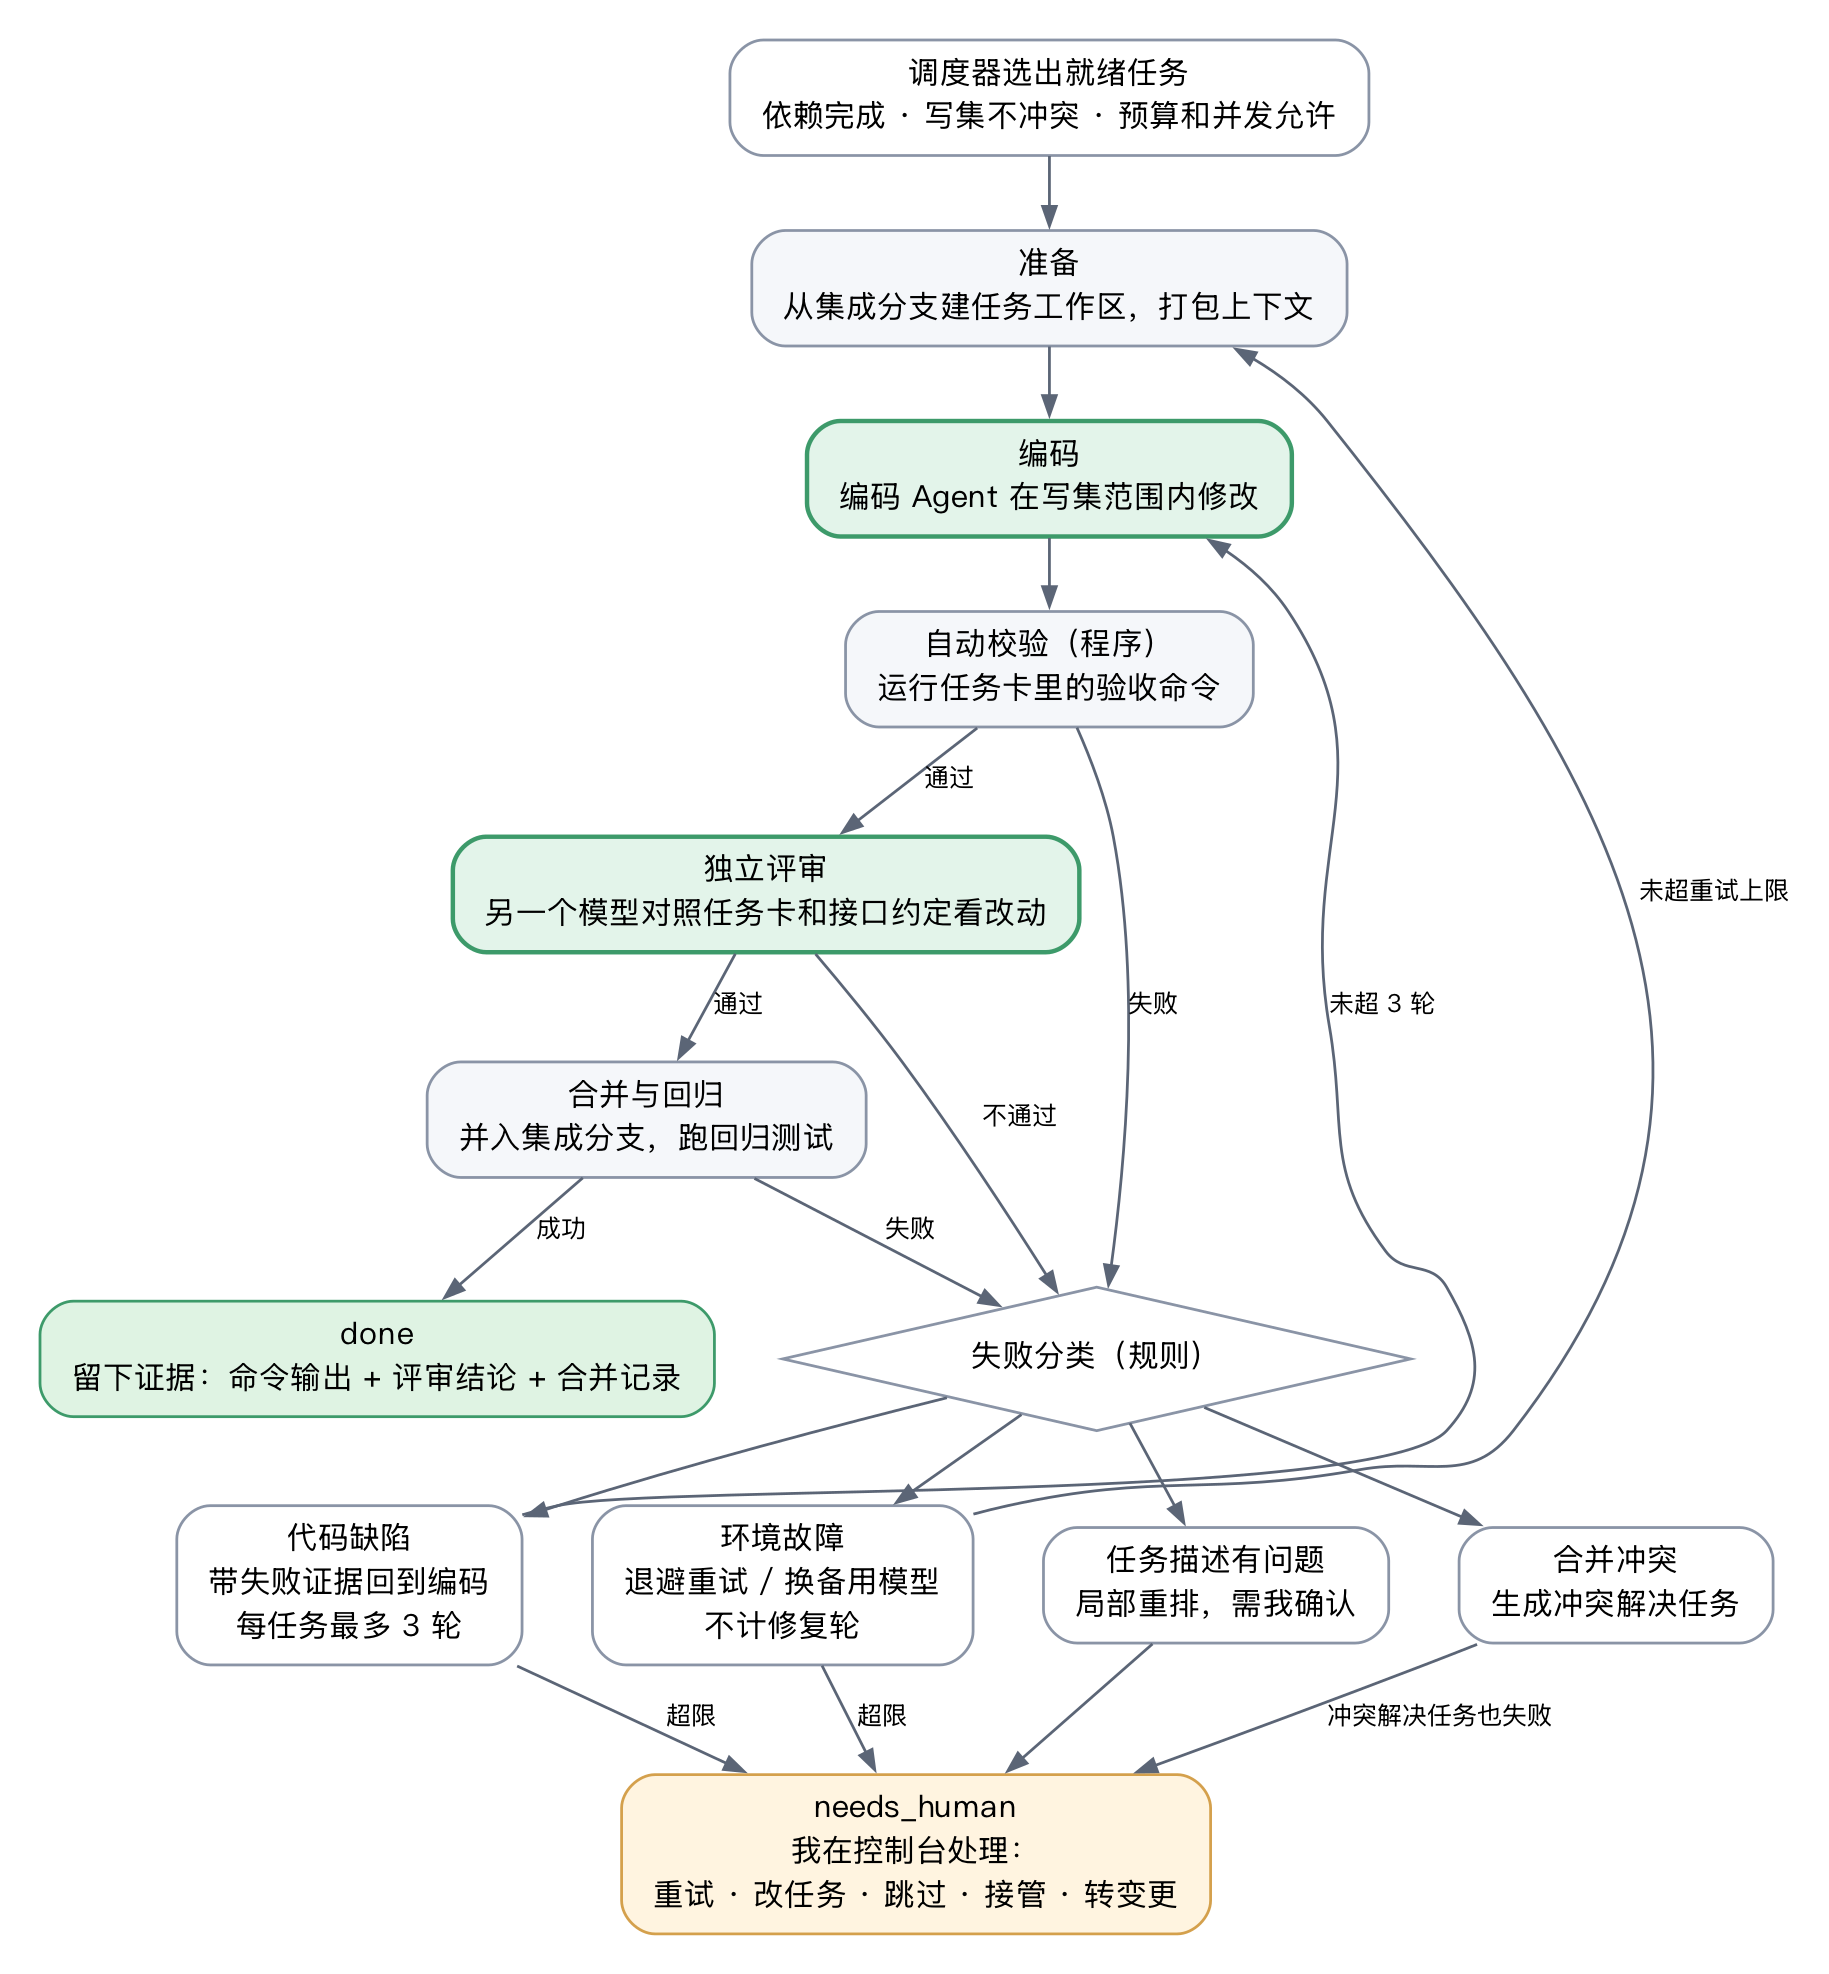 调度器选出就绪任务
依赖完成 · 写集不冲突 · 预算和并发允许
准备
从集成分支建任务工作区，打包上下文
编码
编码 Agent 在写集范围内修改
自动校验（程序）
运行任务卡里的验收命令
通过
独立评审
另一个模型对照任务卡和接口约定看改动
未超重试上限
通过
失败
未超 3 轮
合并与回归
并入集成分支，跑回归测试
不通过
成功
失败
done
留下证据：命令输出 + 评审结论 + 合并记录
失败分类（规则）
代码缺陷
带失败证据回到编码
每任务最多 3 轮
环境故障
退避重试 / 换备用模型
不计修复轮
任务描述有问题
局部重排，需我确认
合并冲突
生成冲突解决任务
超限
超限
冲突解决任务也失败
needs_human
我在控制台处理：
重试 · 改任务 · 跳过 · 接管 · 转变更